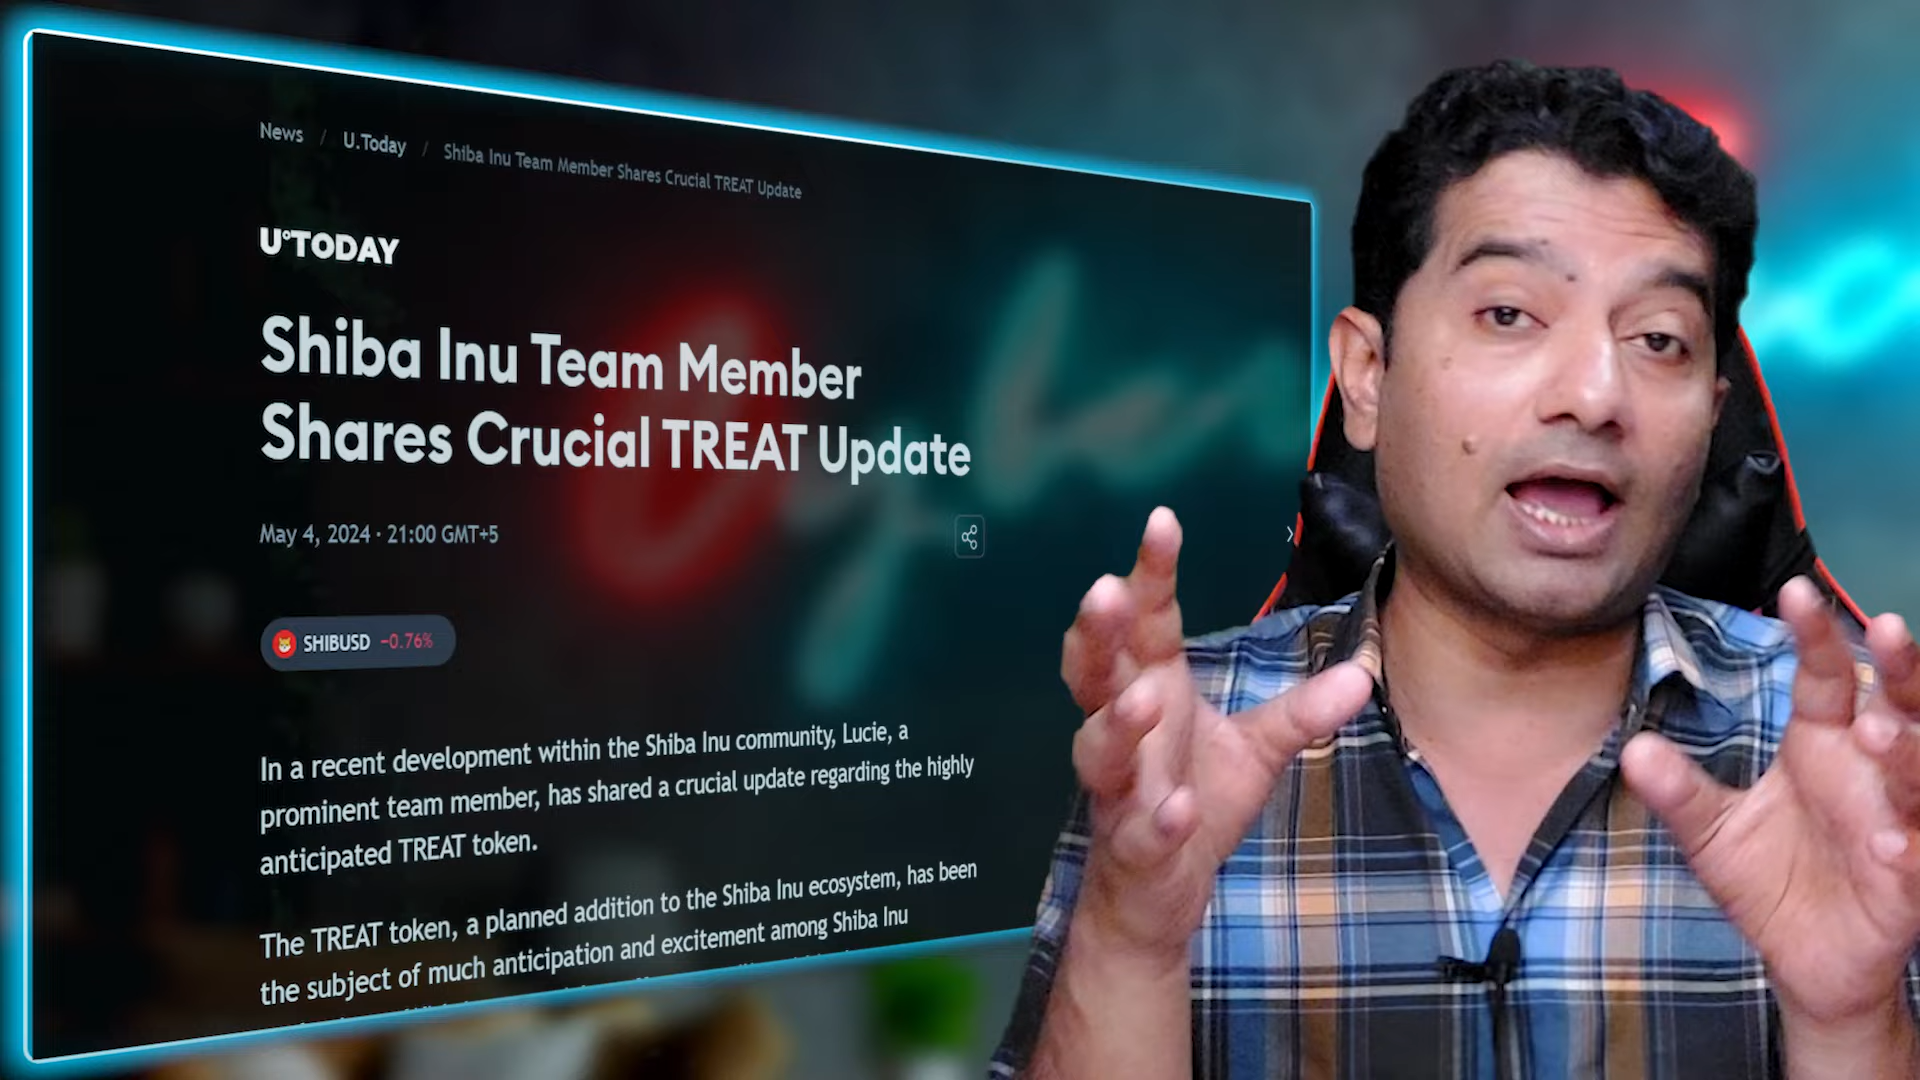 News / U.Today / Shiba Inu Team Member Shares Crucial TREAT Update
U°TODAY
Shiba Inu Team Member
Shares Crucial TREAT Update
May 4, 2024 · 21:00 GMT+5
SHIBUSD −0.76%
In a recent development within the Shiba Inu community, Lucie, a
prominent team member, has shared a crucial update regarding the highly
anticipated TREAT token.
The TREAT token, a planned addition to the Shiba Inu ecosystem, has been
the subject of much anticipation and excitement among Shiba Inu